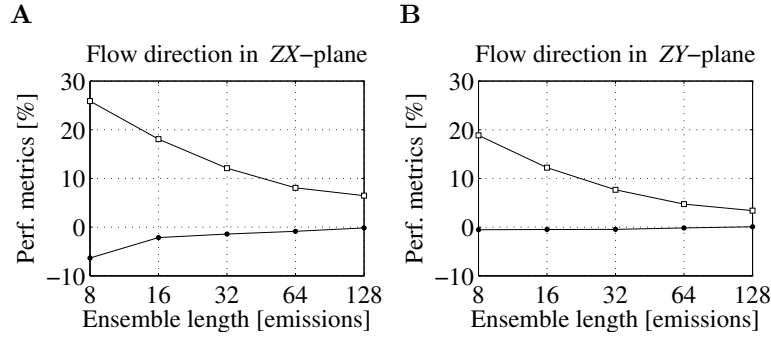 A
Flow direction in ZX−plane
Perf. metrics [%]
30
20
10
0
−10
8 16 32 64 128
Ensemble length [emissions]
B
Flow direction in ZY−plane
Perf. metrics [%]
30
20
10
0
−10
8 16 32 64 128
Ensemble length [emissions]